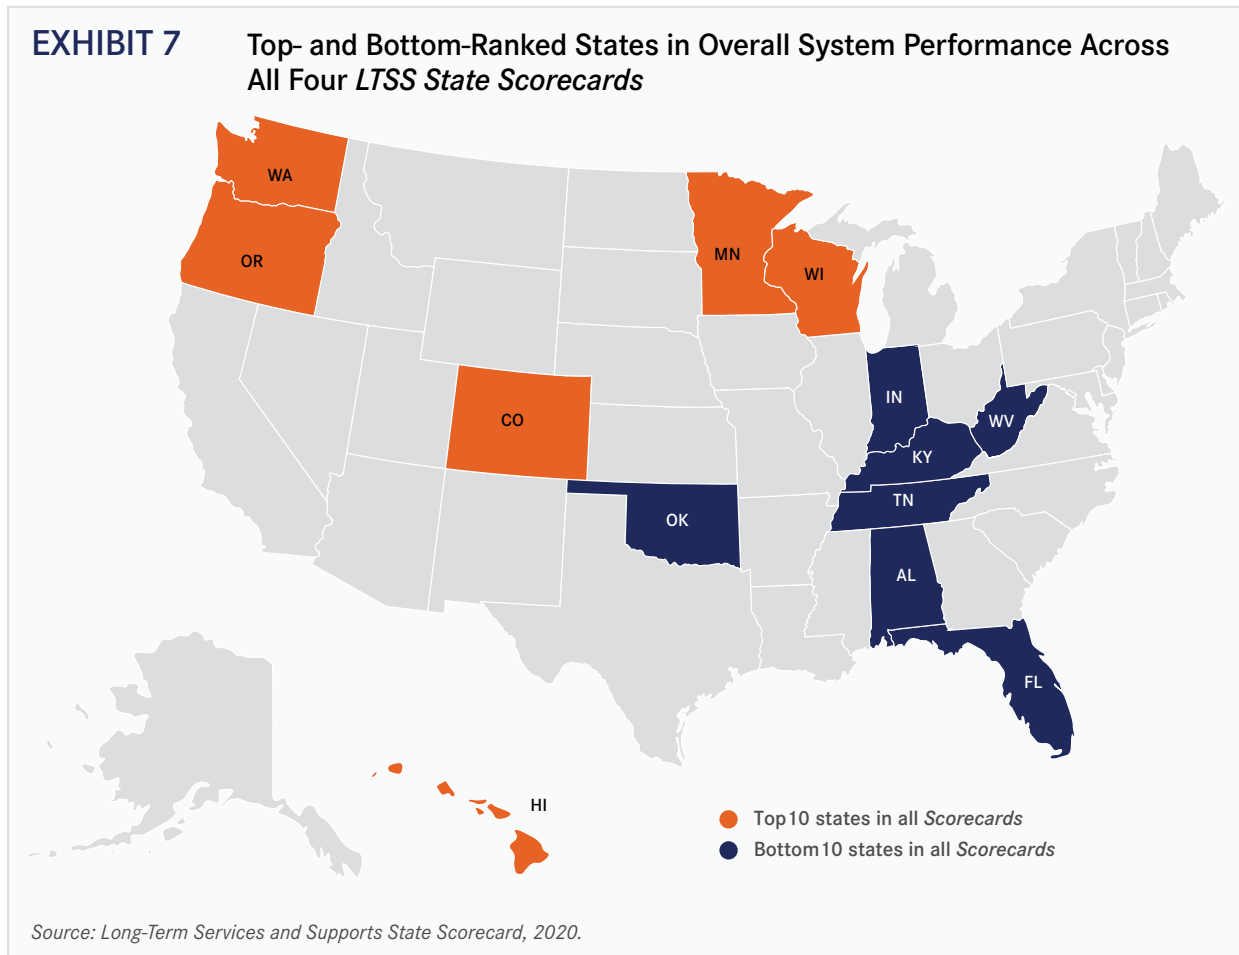 EXHIBIT 7
Top- and Bottom-Ranked States in Overall System Performance Across
All Four LTSS State Scorecards
WA
OR
MN
WI
CO
IN
WV
KY
TN
OK
AL
FL
HI
Top 10 states in all Scorecards
Bottom 10 states in all Scorecards
Source: Long-Term Services and Supports State Scorecard, 2020.